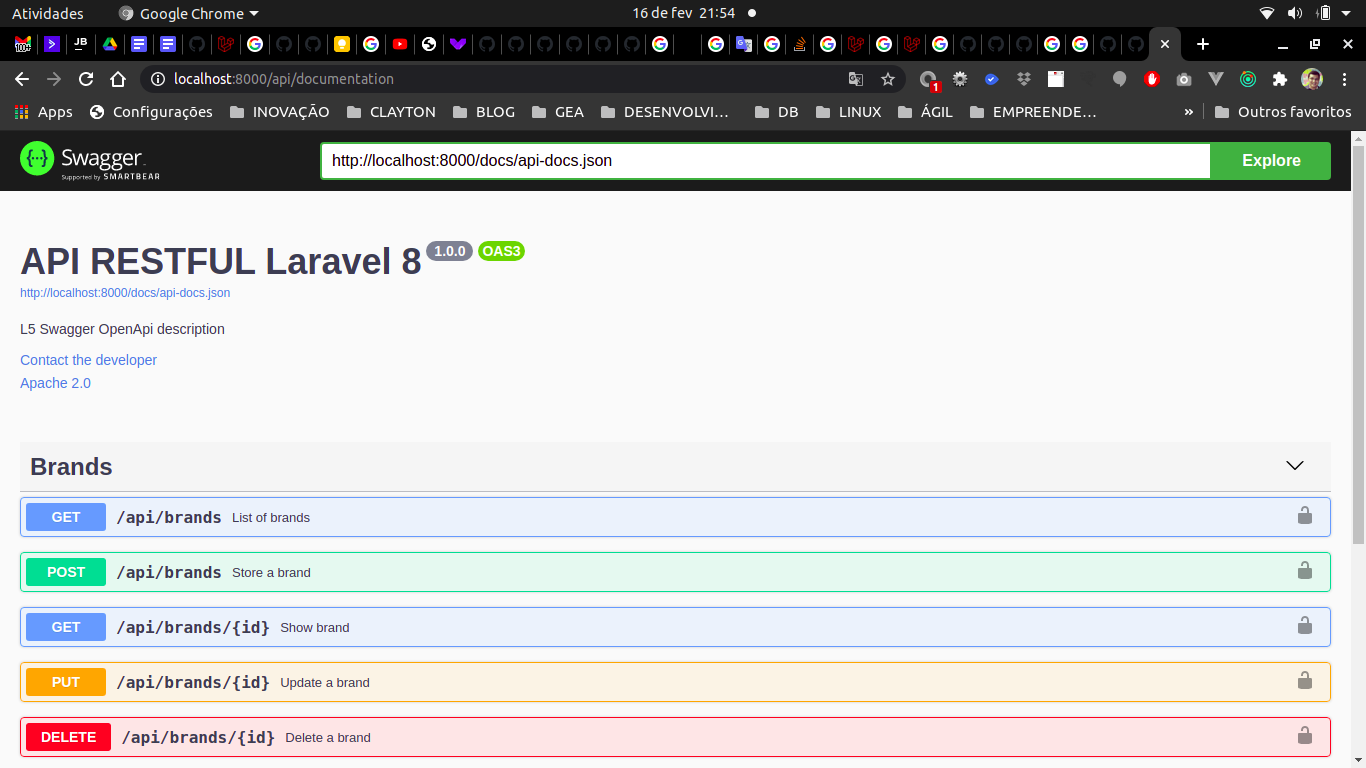 Atividades Google Chrome 16 de fev 21:54
100+ JB
localhost:8000/api/documentation 1
Apps Configurações INOVAÇÃO CLAYTON BLOG GEA DESENVOLVI… DB LINUX ÁGIL EMPREENDE… » Outros favoritos
Swagger
Supported by SMARTBEAR
http://localhost:8000/docs/api-docs.json Explore
API RESTFUL Laravel 8 1.0.0 OAS3
http://localhost:8000/docs/api-docs.json
L5 Swagger OpenApi description
Contact the developer
Apache 2.0
Brands
GET /api/brands List of brands
POST /api/brands Store a brand
GET /api/brands/{id} Show brand
PUT /api/brands/{id} Update a brand
DELETE /api/brands/{id} Delete a brand